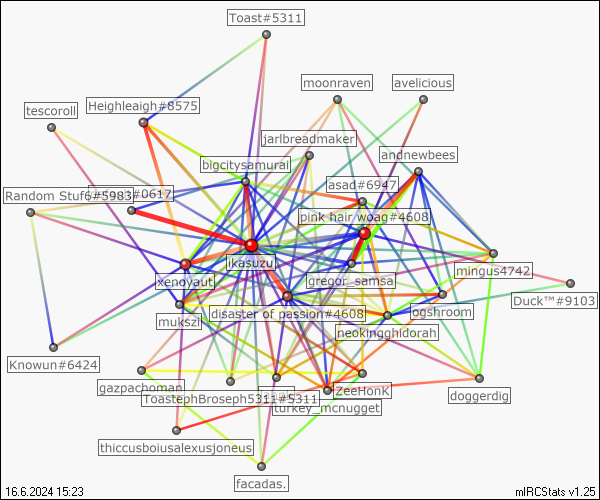 Toast#5311
moonraven
avelicious
tescoroll
Heighleaigh#8575
jarlbreadmaker
andnewbees
bigcitysamurai
asad#6947
Random Stuf6#5983
#0617
pink hair woag#4608
ikasuzu
mingus4742
xenoyaut
gregor_samsa
Duck™#9103
ogshroom
mukszi
disaster of passion#4608
neokingghidorah
Knowun#6424
gazpachoman
ZeeHonK
doggerdig
ToastephBroseph5311#5311
turkey_mcnugget
thiccusboiusalexusjoneus
facadas.
16.6.2024 15:23
mIRCStats v1.25